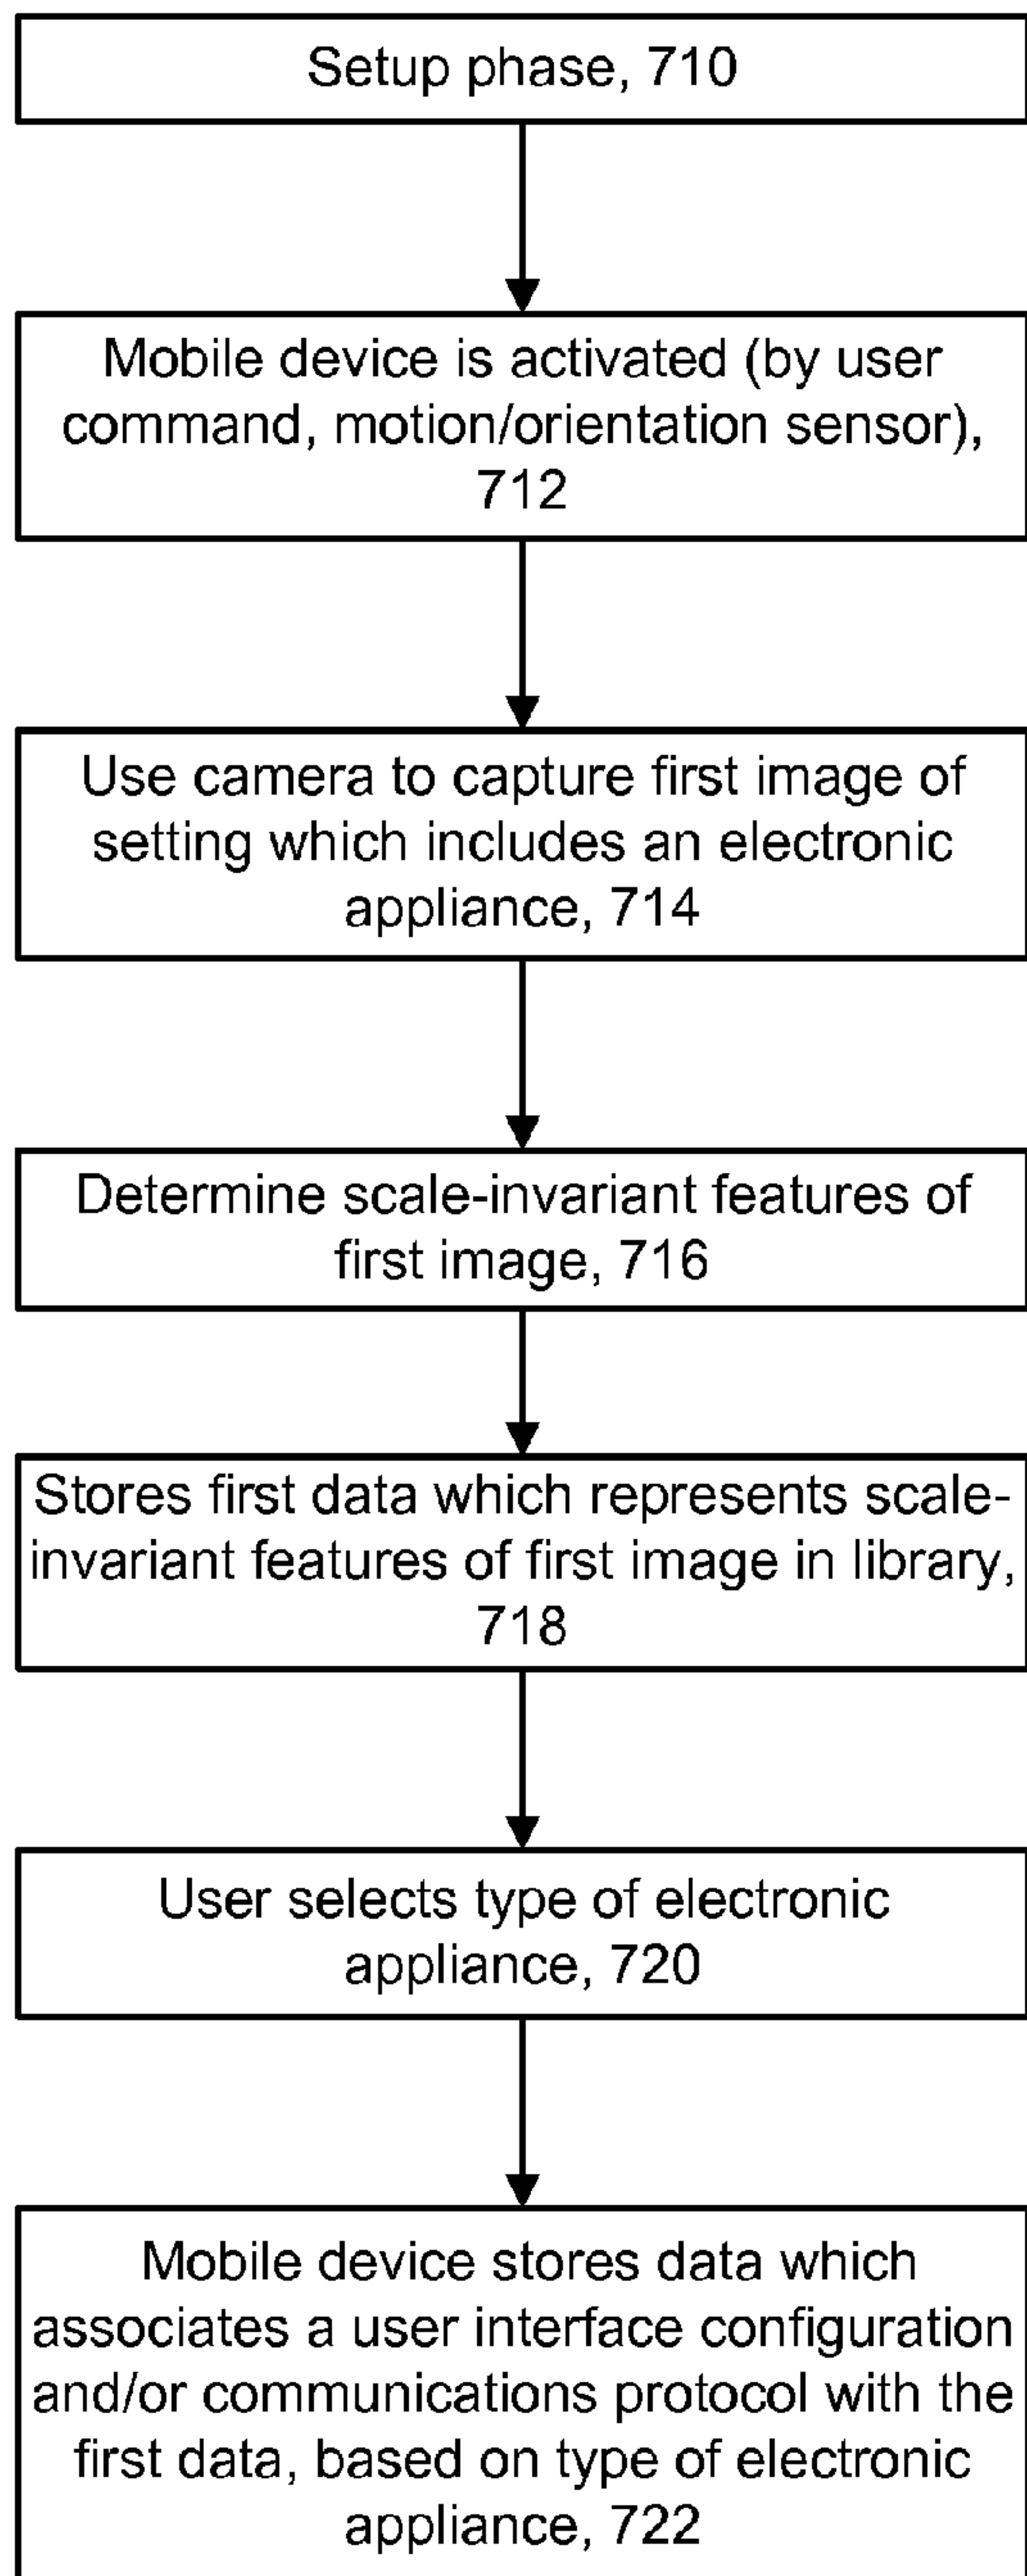 Setup phase, 710
Mobile device is activated (by user
command, motion/orientation sensor),
712
Use camera to capture first image of
setting which includes an electronic
appliance, 714
Determine scale-invariant features of
first image, 716
Stores first data which represents scale-
invariant features of first image in library,
718
User selects type of electronic
appliance, 720
Mobile device stores data which
associates a user interface configuration
and/or communications protocol with the
first data, based on type of electronic
appliance, 722